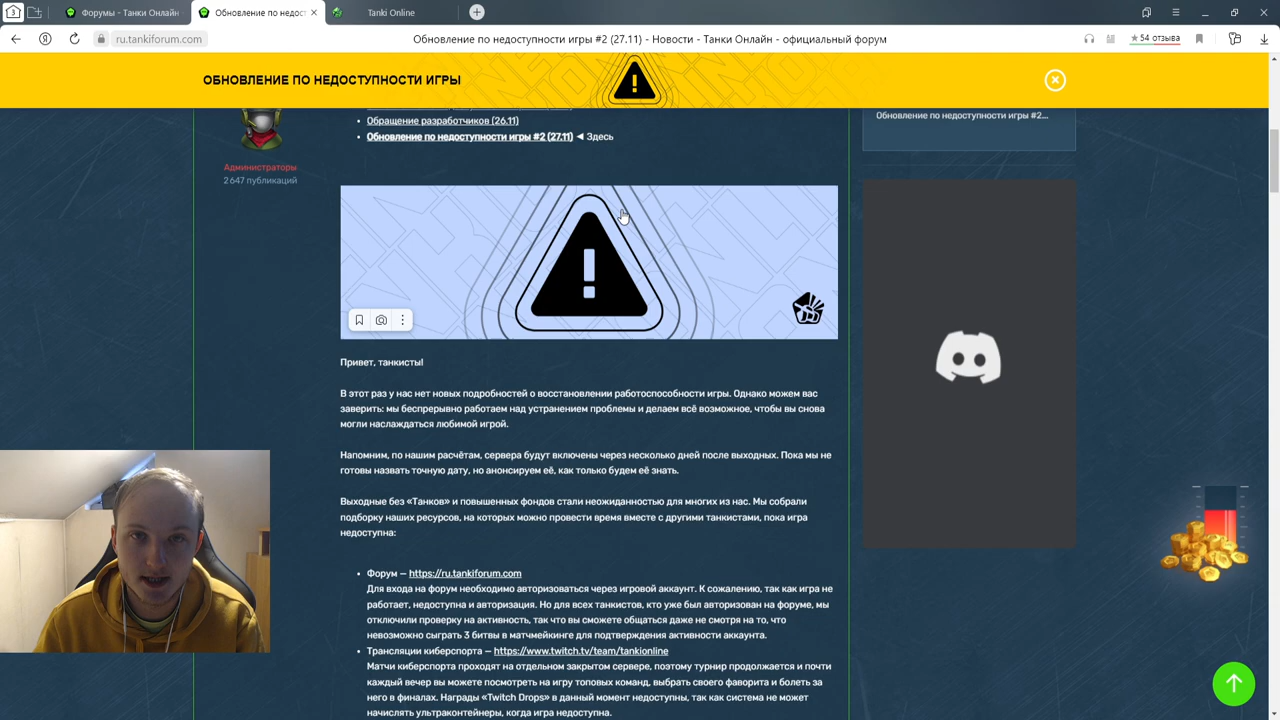 3
Форумы - Танки Онлайн
Обновление по недост
Tanki Online
ru.tankiforum.com
Обновление по недоступности игры #2 (27.11) - Новости - Танки Онлайн - официальный форум
54 отзыва
ОБНОВЛЕНИЕ ПО НЕДОСТУПНОСТИ ИГРЫ
Обращение разработчиков (26.11)
Обновление по недоступности игры #2 (27.11) ◄ Здесь
Обновление по недоступности игры #2...
Администраторы
2 647 публикаций
Привет, танкисты!
В этот раз у нас нет новых подробностей о восстановлении работоспособности игры. Однако можем вас
заверить: мы беспрерывно работаем над устранением проблемы и делаем всё возможное, чтобы вы снова
могли наслаждаться любимой игрой.
Напомним, по нашим расчётам, сервера будут включены через несколько дней после выходных. Пока мы не
готовы назвать точную дату, но анонсируем её, как только будем её знать.
Выходные без «Танков» и повышенных фондов стали неожиданностью для многих из нас. Мы собрали
подборку наших ресурсов, на которых можно провести время вместе с другими танкистами, пока игра
недоступна:
Форум — https://ru.tankiforum.com
Для входа на форум необходимо авторизоваться через игровой аккаунт. К сожалению, так как игра не
работает, недоступна и авторизация. Но для всех танкистов, кто уже был авторизован на форуме, мы
отключили проверку на активность, так что вы сможете общаться даже не смотря на то, что
невозможно сыграть 3 битвы в матчмейкинге для подтверждения активности аккаунта.
Трансляции киберспорта — https://www.twitch.tv/team/tankionline
Матчи киберспорта проходят на отдельном закрытом сервере, поэтому турнир продолжается и почти
каждый вечер вы можете посмотреть на игру топовых команд, выбрать своего фаворита и болеть за
него в финалах. Награды «Twitch Drops» в данный момент недоступны, так как система не может
начислять ультраконтейнеры, когда игра недоступна.